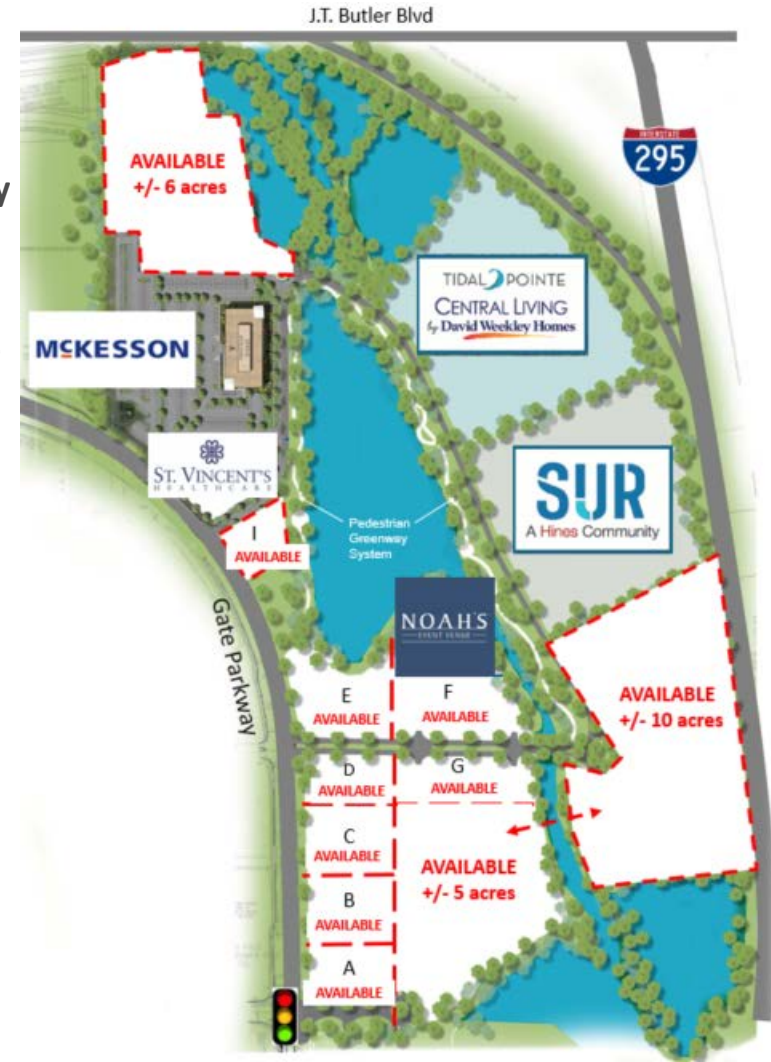 J.T. Butler Blvd
AVAILABLE
+/- 6 acres
INTERSTATE
295
y
TIDAL POINTE
CENTRAL LIVING
by David Weekley Homes
MCKESSON
ST. VINCENT'S
HEALTHCARE
SUR
A Hines Community
Pedestrian
Greenway
System
I
AVAILABLE
NOAH'S
EVENT VENUE
Gate Parkway
E
AVAILABLE
F
AVAILABLE
AVAILABLE
+/- 10 acres
D
AVAILABLE
G
AVAILABLE
C
AVAILABLE
AVAILABLE
+/- 5 acres
B
AVAILABLE
A
AVAILABLE